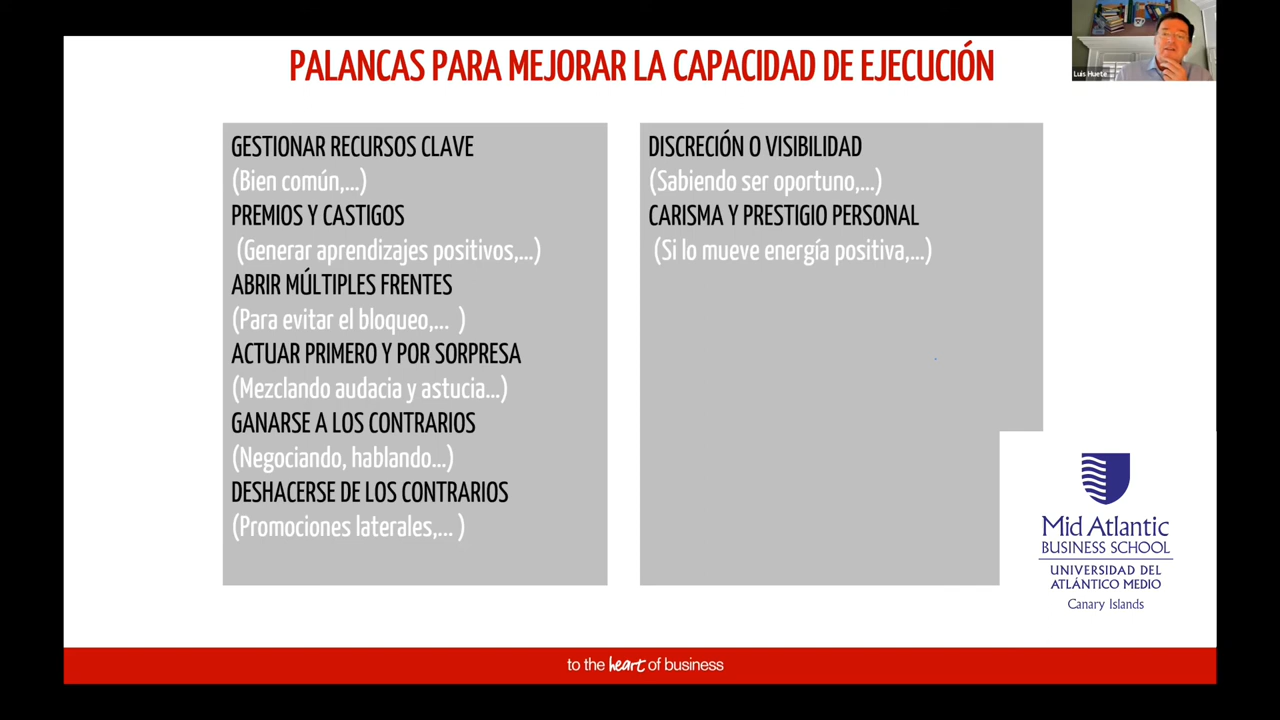 PALANCAS PARA MEJORAR LA CAPACIDAD DE EJECUCIÓN
Luis Huete
GESTIONAR RECURSOS CLAVE
(Bien común,...)
PREMIOS Y CASTIGOS
(Generar aprendizajes positivos,...)
ABRIR MÚLTIPLES FRENTES
(Para evitar el bloqueo,... )
ACTUAR PRIMERO Y POR SORPRESA
(Mezclando audacia y astucia...)
GANARSE A LOS CONTRARIOS
(Negociando, hablando...)
DESHACERSE DE LOS CONTRARIOS
(Promociones laterales,... )
DISCRECIÓN O VISIBILIDAD
(Sabiendo ser oportuno,...)
CARISMA Y PRESTIGIO PERSONAL
(Si lo mueve energía positiva,...)
Mid Atlantic
BUSINESS SCHOOL
UNIVERSIDAD DEL
ATLÁNTICO MEDIO
Canary Islands
to the heart of business